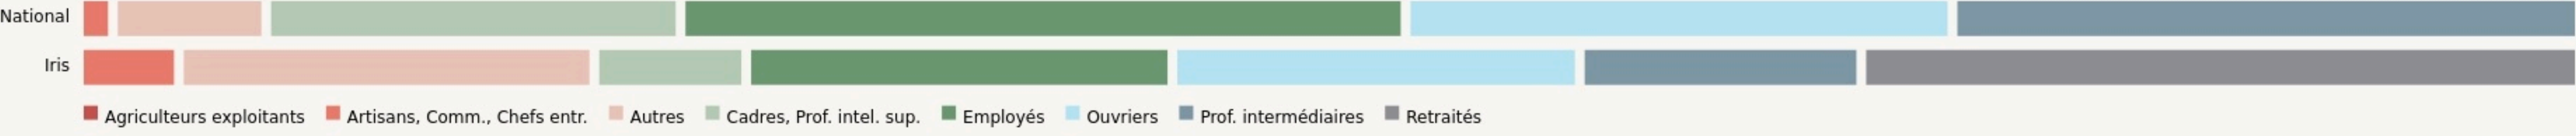 National
Iris
Agriculteurs exploitants Artisans, Comm., Chefs entr. Autres Cadres, Prof. intel. sup. Employés Ouvriers Prof. intermédiaires Retraités